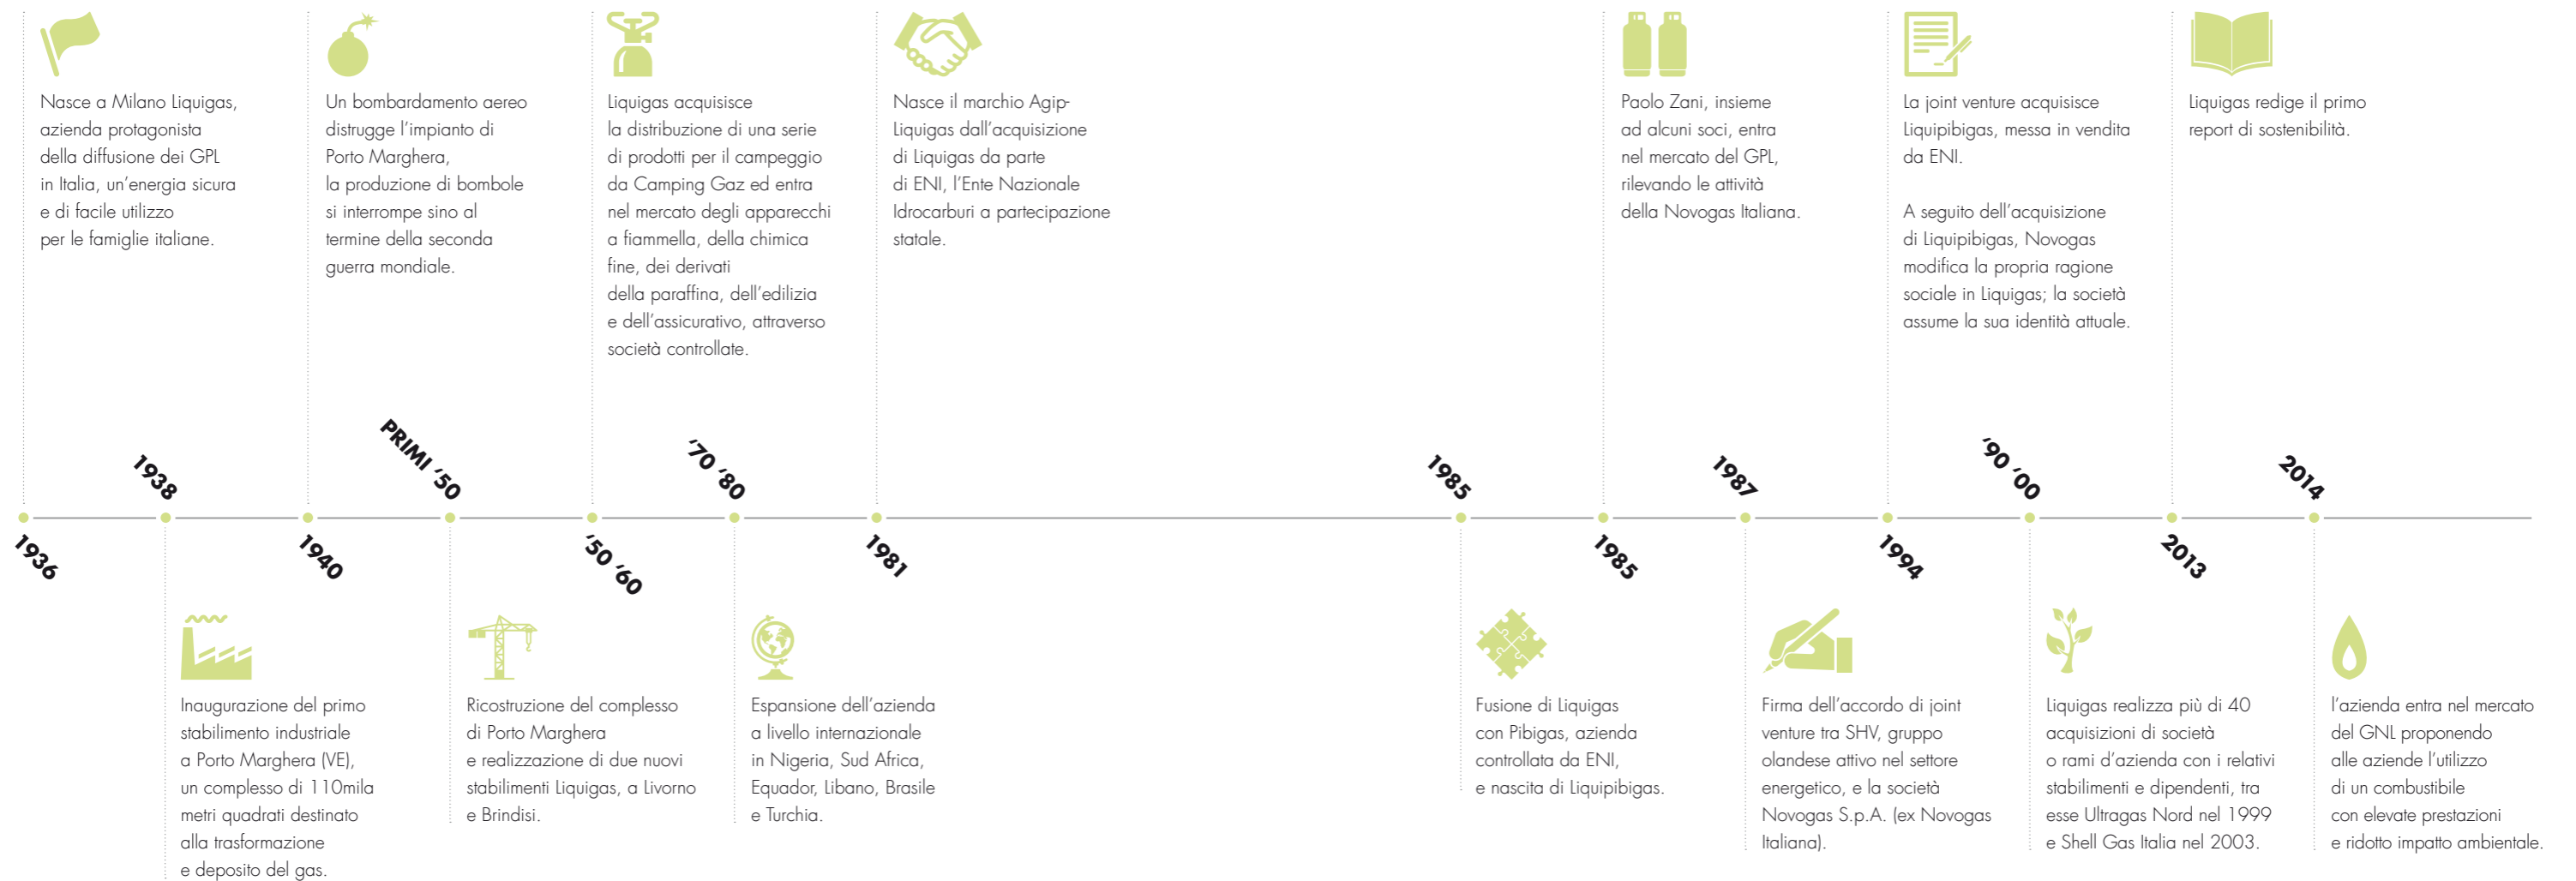 Nasce a Milano Liquigas,
azienda protagonista
della diffusione dei GPL
in Italia, un'energia sicura
e di facile utilizzo
per le famiglie italiane.
Un bombardamento aereo
distrugge l'impianto di
Porto Marghera,
la produzione di bombole
si interrompe sino al
termine della seconda
guerra mondiale.
Liquigas acquisisce
la distribuzione di una serie
di prodotti per il campeggio
da Camping Gaz ed entra
nel mercato degli apparecchi
a fiammella, della chimica
fine, dei derivati
della paraffina, dell'edilizia
e dell'assicurativo, attraverso
società controllate.
Nasce il marchio Agip-
Liquigas dall'acquisizione
di Liquigas da parte
di ENI, l'Ente Nazionale
Idrocarburi a partecipazione
statale.
Paolo Zani, insieme
ad alcuni soci, entra
nel mercato del GPL,
rilevando le attività
della Novogas Italiana.
La joint venture acquisisce
Liquipibigas, messa in vendita
da ENI.
A seguito dell'acquisizione
di Liquipibigas, Novogas
modifica la propria ragione
sociale in Liquigas; la società
assume la sua identità attuale.
Liquigas redige il primo
report di sostenibilità.
1938
PRIMI '50
'70 '80
1985
1987
'90 '00
2014
1936
1940
'50 '60
1981
1985
1994
2013
Inaugurazione del primo
stabilimento industriale
a Porto Marghera (VE),
un complesso di 110mila
metri quadrati destinato
alla trasformazione
e deposito del gas.
Ricostruzione del complesso
di Porto Marghera
e realizzazione di due nuovi
stabilimenti Liquigas, a Livorno
e Brindisi.
Espansione dell'azienda
a livello internazionale
in Nigeria, Sud Africa,
Equador, Libano, Brasile
e Turchia.
Fusione di Liquigas
con Pibigas, azienda
controllata da ENI,
e nascita di Liquipibigas.
Firma dell'accordo di joint
venture tra SHV, gruppo
olandese attivo nel settore
energetico, e la società
Novogas S.p.A. (ex Novogas
Italiana).
Liquigas realizza più di 40
acquisizioni di società
o rami d'azienda con i relativi
stabilimenti e dipendenti, tra
esse Ultragas Nord nel 1999
e Shell Gas Italia nel 2003.
l'azienda entra nel mercato
del GNL proponendo
alle aziende l'utilizzo
di un combustibile
con elevate prestazioni
e ridotto impatto ambientale.